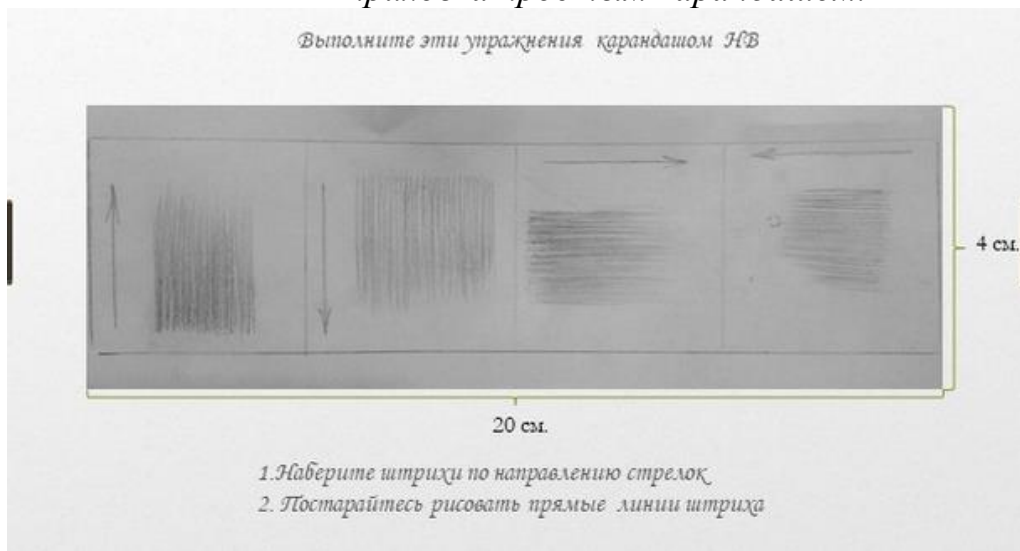 Выполните эти упражнения карандашом НВ
4 см.
20 см.
1.Наберите штрихи по направлению стрелок
2. Постарайтесь рисовать прямые линии штриха